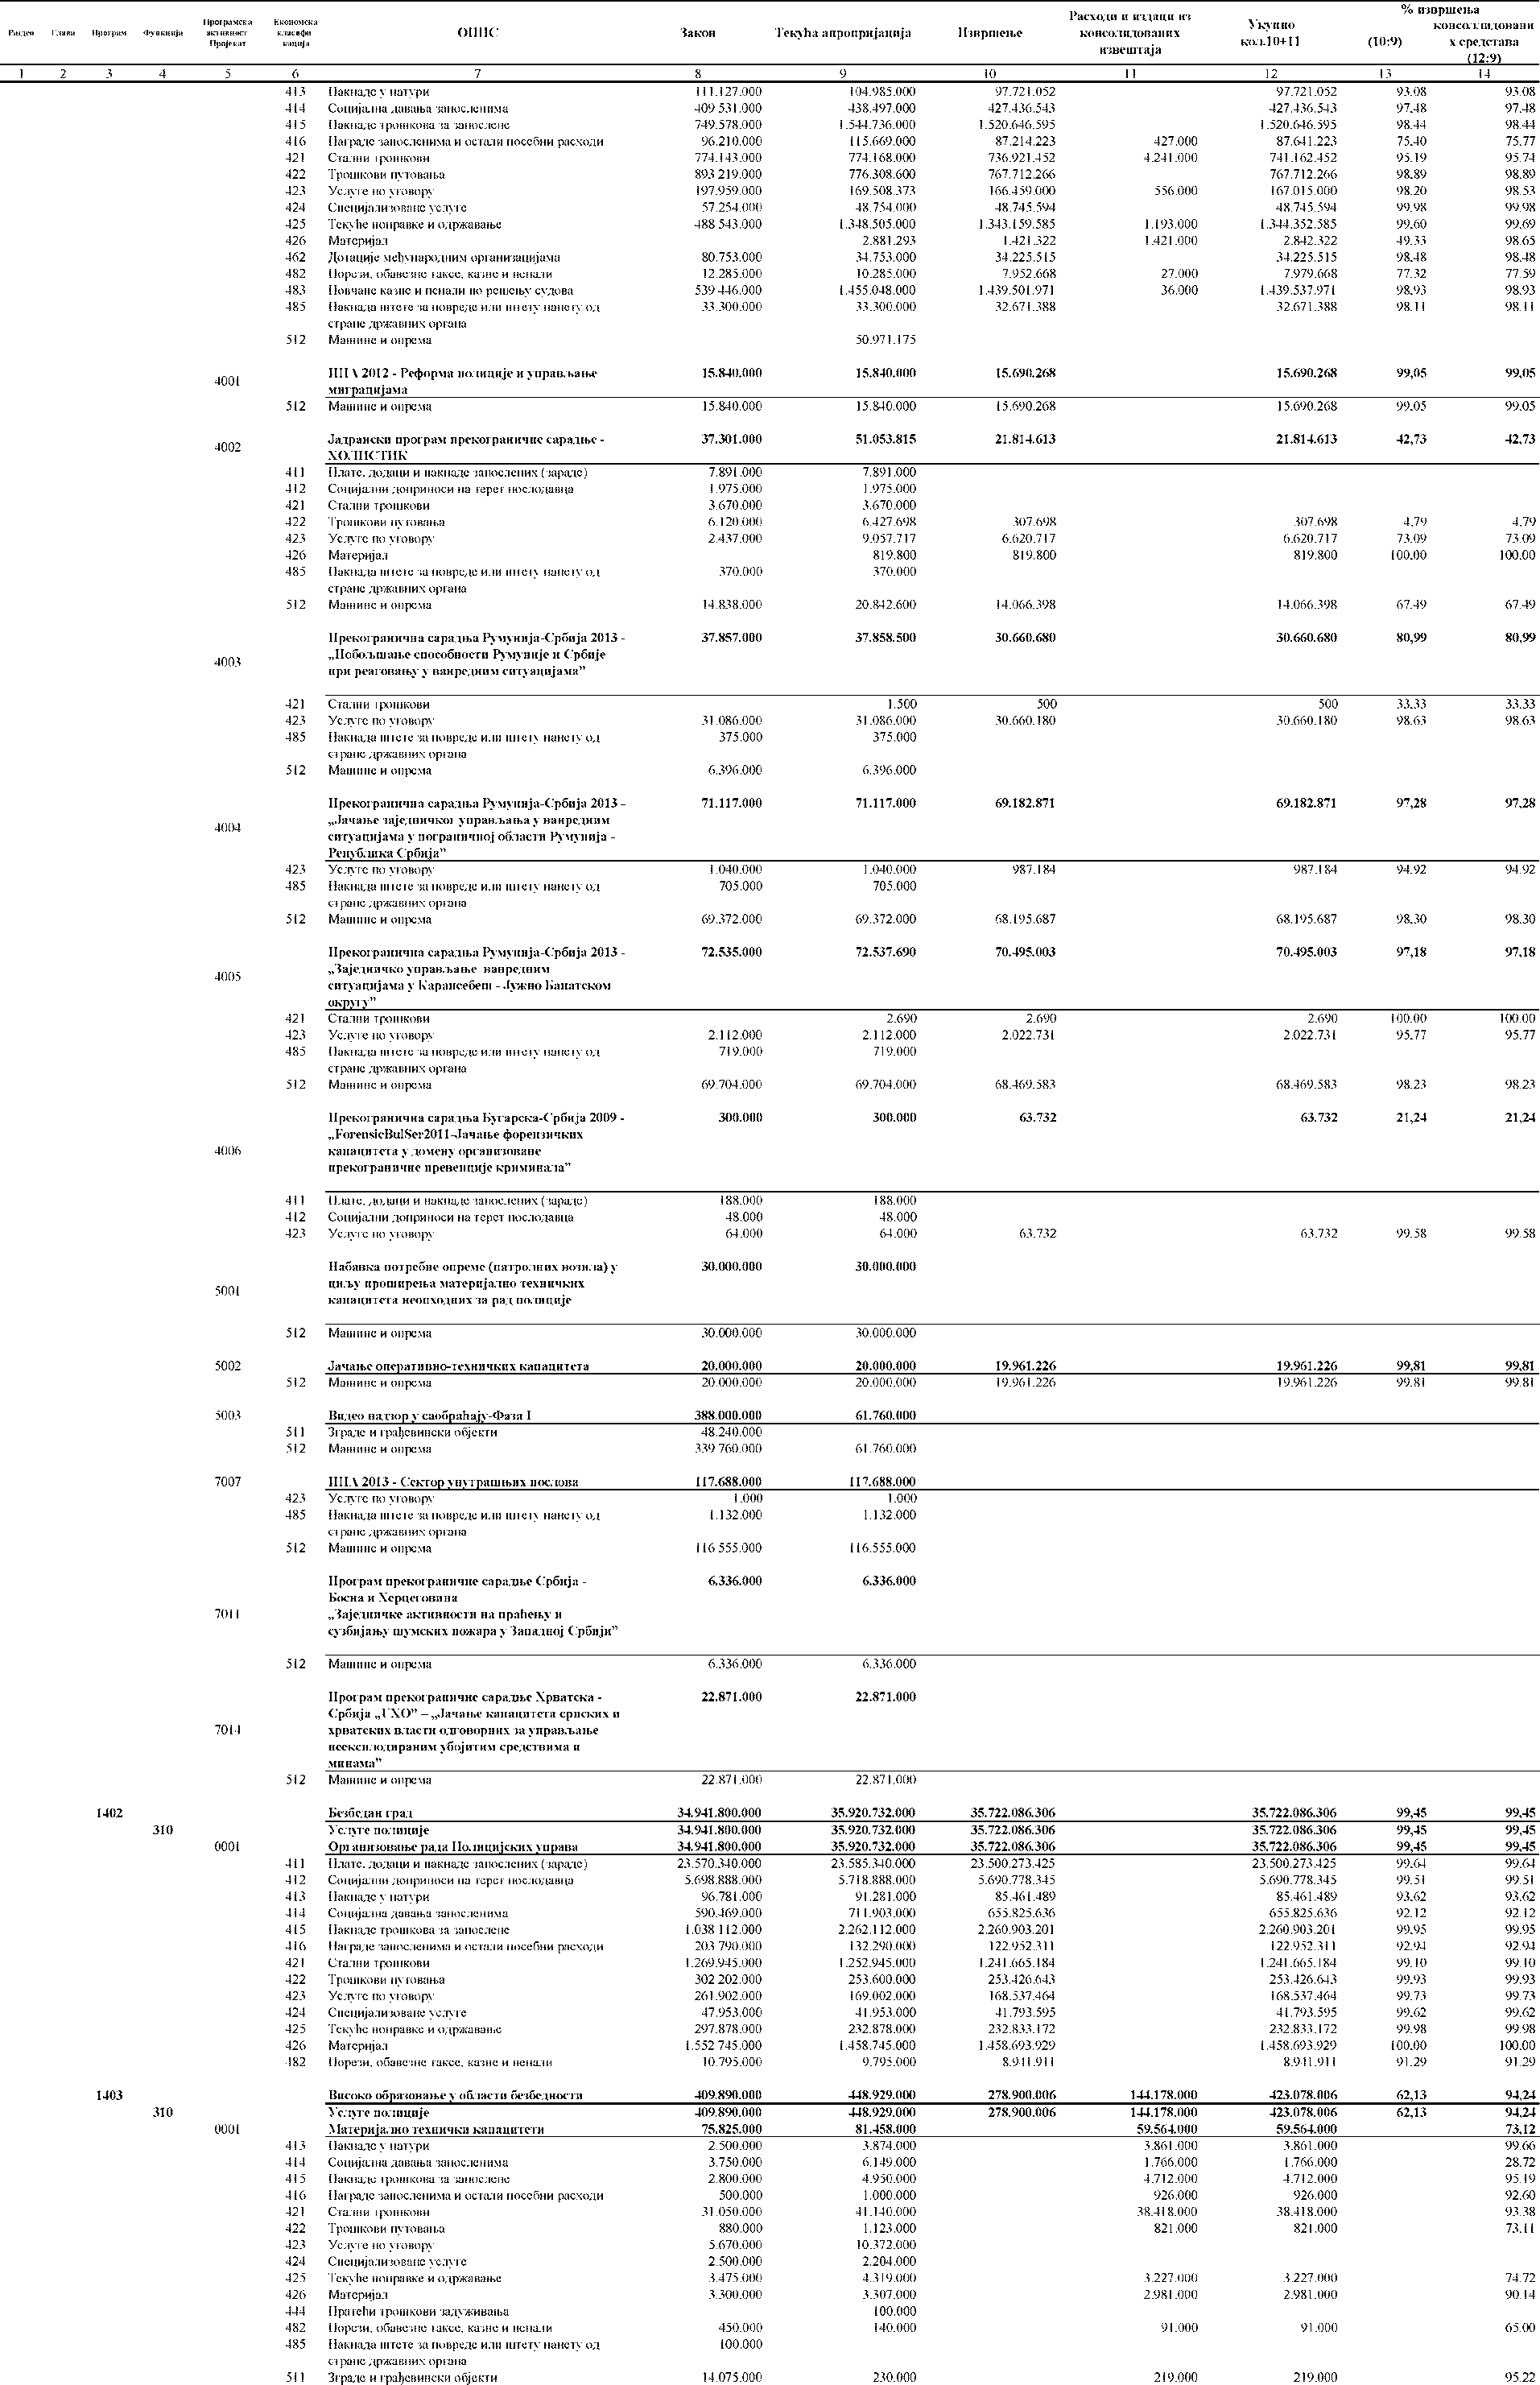 Раздео Глава Програм Функција Програмска активност Пројекат Економска класификација ОПИС Закон Текућа апропријација Извршење Расходи и издаци из консолидованих извештаја Укупно кол.10+11 % извршења (10:9) консолидованих средстава (12:9)
1 2 3 4 5 6 7 8 9 10 11 12 13 14
413 Накнаде у натури 111.127.000 104.985.000 97.721.052 97.721.052 93.08 93.08
414 Социјална давања запосленима 409 531.000 438.497.000 427.436.543 427.436.543 97.48 97.48
415 Накнаде трошкова за запослене 749.578.000 1.544.736.000 1.520.646.595 1.520.646.595 98.44 98.44
416 Награде запосленима и остали посебни расходи 96.210.000 115.669.000 87.214.223 427.000 87.641.223 75.40 75.77
421 Стални трошкови 774.143.000 774.168.000 736.921.452 4.241.000 741.162.452 95.19 95.74
422 Трошкови путовања 893 219.000 776.308.600 767.712.266 767.712.266 98.89 98.89
423 Услуге по уговору 197.959.000 169.508.373 166.459.000 556.000 167.015.000 98.20 98.53
424 Специјализоване услуге 57.254.000 48.754.000 48.745.594 48.745.594 99.98 99.98
425 Текуће поправке и одржавање 488 543.000 1.348.505.000 1.343.159.585 1.193.000 1.344.352.585 99.60 99.69
426 Материјал 2.881.293 1.421.322 1.421.000 2.842.322 49.33 98.65
462 Дотације међународним организацијама 80.753.000 34.753.000 34.225.515 34.225.515 98.48 98.48
482 Порези, обавезне таксе, казне и пенали 12.285.000 10.285.000 7.952.668 27.000 7.979.668 77.32 77.59
483 Новчане казне и пенали по решењу судова 539 446.000 1.455.048.000 1.439.501.971 36.000 1.439.537.971 98.93 98.93
485 Накнада штете за повреде или штету нанету од 33.300.000 33.300.000 32.671.388 32.671.388 98.11 98.11
стране државних органа
512 Машине и опрема 50.971.175
4001 ИПА 2012 - Реформа полиције и управљање 15.840.000 15.840.000 15.690.268 15.690.268 99,05 99,05
миграцијама
512 Машине и опрема 15.840.000 15.840.000 15.690.268 15.690.268 99.05 99.05
4002 Јадрански програм прекограничне сарадње - 37.301.000 51.053.815 21.814.613 21.814.613 42,73 42,73
ХОЛИСТИК
411 Плате, додаци и накнаде запослених (зараде) 7.891.000 7.891.000
412 Социјални доприноси на терет послодавца 1.975.000 1.975.000
421 Стални трошкови 3.670.000 3.670.000
422 Трошкови путовања 6.120.000 6.427.698 307.698 307.698 4.79 4.79
423 Услуге по уговору 2.437.000 9.057.717 6.620.717 6.620.717 73.09 73.09
426 Материјал 819.800 819.800 819.800 100.00 100.00
485 Накнада штете за повреде или штету нанету од 370.000 370.000
стране државних органа
512 Машине и опрема 14.838.000 20.842.600 14.066.398 14.066.398 67.49 67.49
4003 Прекогранична сарадња Румунија-Србија 2013 - 37.857.000 37.858.500 30.660.680 30.660.680 80,99 80,99
„Побољшање способности Румуније и Србије
при реаговању у ванредним ситуацијама”
421 Стални трошкови 1.500 500 500 33.33 33.33
423 Услуге по уговору 31.086.000 31.086.000 30.660.180 30.660.180 98.63 98.63
485 Накнада штете за повреде или штету нанету од 375.000 375.000
стране државних органа
512 Машине и опрема 6.396.000 6.396.000
4004 Прекогранична сарадња Румунија-Србија 2013 – 71.117.000 71.117.000 69.182.871 69.182.871 97,28 97,28
„Јачање заједничког управљања у ванредним
ситуацијама у пограничној области Румунија -
Република Србија”
423 Услуге по уговору 1.040.000 1.040.000 987.184 987.184 94.92 94.92
485 Накнада штете за повреде или штету нанету од 705.000 705.000
стране државних органа
512 Машине и опрема 69.372.000 69.372.000 68.195.687 68.195.687 98.30 98.30
4005 Прекогранична сарадња Румунија-Србија 2013 - 72.535.000 72.537.690 70.495.003 70.495.003 97,18 97,18
„Заједничко управљање ванредним
ситуацијама у Карансебеш - Јужно Банатском
округу”
421 Стални трошкови 2.690 2.690 2.690 100.00 100.00
423 Услуге по уговору 2.112.000 2.112.000 2.022.731 2.022.731 95.77 95.77
485 Накнада штете за повреде или штету нанету од 719.000 719.000
стране државних органа
512 Машине и опрема 69.704.000 69.704.000 68.469.583 68.469.583 98.23 98.23
4006 Прекогранична сарадња Бугарска-Србија 2009 - 300.000 300.000 63.732 63.732 21,24 21,24
„ForensicBulSer2011-Јачање форензичких
капацитета у домену организоване
прекограничне превенције криминала”
411 Плате, додаци и накнаде запослених (зараде) 188.000 188.000
412 Социјални доприноси на терет послодавца 48.000 48.000
423 Услуге по уговору 64.000 64.000 63.732 63.732 99.58 99.58
5001 Набавка потребне опреме (патролних возила) у 30.000.000 30.000.000
циљу проширења материјално техничких
капацитета неопходних за рад полиције
512 Машине и опрема 30.000.000 30.000.000
5002 Јачање оперативно-техничких капацитета 20.000.000 20.000.000 19.961.226 19.961.226 99,81 99,81
512 Машине и опрема 20.000.000 20.000.000 19.961.226 19.961.226 99.81 99.81
5003 Видео надзор у саобраћају-Фаза I 388.000.000 61.760.000
511 Зграде и грађевински објекти 48.240.000
512 Машине и опрема 339 760.000 61.760.000
7007 ИПА 2013 - Сектор унутрашњих послова 117.688.000 117.688.000
423 Услуге по уговору 1.000 1.000
485 Накнада штете за повреде или штету нанету од 1.132.000 1.132.000
стране државних органа
512 Машине и опрема 116 555.000 116.555.000
7011 Програм прекограничне сарадње Србија - 6.336.000 6.336.000
Босна и Херцеговина
„Заједничке активности на праћењу и
сузбијању шумских пожара у Западној Србији”
512 Машине и опрема 6.336.000 6.336.000
7014 Програм прекограничне сарадње Хрватска - 22.871.000 22.871.000
Србија „UXO” – „Јачање капацитета српских и
хрватских власти одговорних за управљање
неексплодираним убојитим средствима и
минама”
512 Машине и опрема 22.871.000 22.871.000
1402 Безбедан град 34.941.800.000 35.920.732.000 35.722.086.306 35.722.086.306 99,45 99,45
310 Услуге полиције 34.941.800.000 35.920.732.000 35.722.086.306 35.722.086.306 99,45 99,45
0001 Организовање рада Полицијских управа 34.941.800.000 35.920.732.000 35.722.086.306 35.722.086.306 99,45 99,45
411 Плате, додаци и накнаде запослених (зараде) 23.570.340.000 23.585.340.000 23.500.273.425 23.500.273.425 99.64 99.64
412 Социјални доприноси на терет послодавца 5.698.888.000 5.718.888.000 5.690.778.345 5.690.778.345 99.51 99.51
413 Накнаде у натури 96.781.000 91.281.000 85.461.489 85.461.489 93.62 93.62
414 Социјална давања запосленима 590.469.000 711.903.000 655.825.636 655.825.636 92.12 92.12
415 Накнаде трошкова за запослене 1.038 112.000 2.262.112.000 2.260.903.201 2.260.903.201 99.95 99.95
416 Награде запосленима и остали посебни расходи 203 790.000 132.290.000 122.952.311 122.952.311 92.94 92.94
421 Стални трошкови 1.269.945.000 1.252.945.000 1.241.665.184 1.241.665.184 99.10 99.10
422 Трошкови путовања 302 202.000 253.600.000 253.426.643 253.426.643 99.93 99.93
423 Услуге по уговору 261.902.000 169.002.000 168.537.464 168.537.464 99.73 99.73
424 Специјализоване услуге 47.953.000 41.953.000 41.793.595 41.793.595 99.62 99.62
425 Текуће поправке и одржавање 297.878.000 232.878.000 232.833.172 232.833.172 99.98 99.98
426 Материјал 1.552 745.000 1.458.745.000 1.458.693.929 1.458.693.929 100.00 100.00
482 Порези, обавезне таксе, казне и пенали 10.795.000 9.795.000 8.941.911 8.941.911 91.29 91.29
1403 Високо образовање у области безбедности 409.890.000 448.929.000 278.900.006 144.178.000 423.078.006 62,13 94,24
310 Услуге полиције 409.890.000 448.929.000 278.900.006 144.178.000 423.078.006 62,13 94,24
0001 Материјално технички капацитети 75.825.000 81.458.000 59.564.000 59.564.000 73,12
413 Накнаде у натури 2.500.000 3.874.000 3.861.000 3.861.000 99.66
414 Социјална давања запосленима 3.750.000 6.149.000 1.766.000 1.766.000 28.72
415 Накнаде трошкова за запослене 2.800.000 4.950.000 4.712.000 4.712.000 95.19
416 Награде запосленима и остали посебни расходи 500.000 1.000.000 926.000 926.000 92.60
421 Стални трошкови 31.050.000 41.140.000 38.418.000 38.418.000 93.38
422 Трошкови путовања 880.000 1.123.000 821.000 821.000 73.11
423 Услуге по уговору 5.670.000 10.372.000
424 Специјализоване услуге 2.500.000 2.204.000
425 Текуће поправке и одржавање 3.475.000 4.319.000 3.227.000 3.227.000 74.72
426 Материјал 3.300.000 3.307.000 2.981.000 2.981.000 90.14
444 Пратећи трошкови задуживања 100.000
482 Порези, обавезне таксе, казне и пенали 450.000 140.000 91.000 91.000 65.00
485 Накнада штете за повреде или штету нанету од 100.000
стране државних органа
511 Зграде и грађевински објекти 14.075.000 230.000 219.000 219.000 95.22